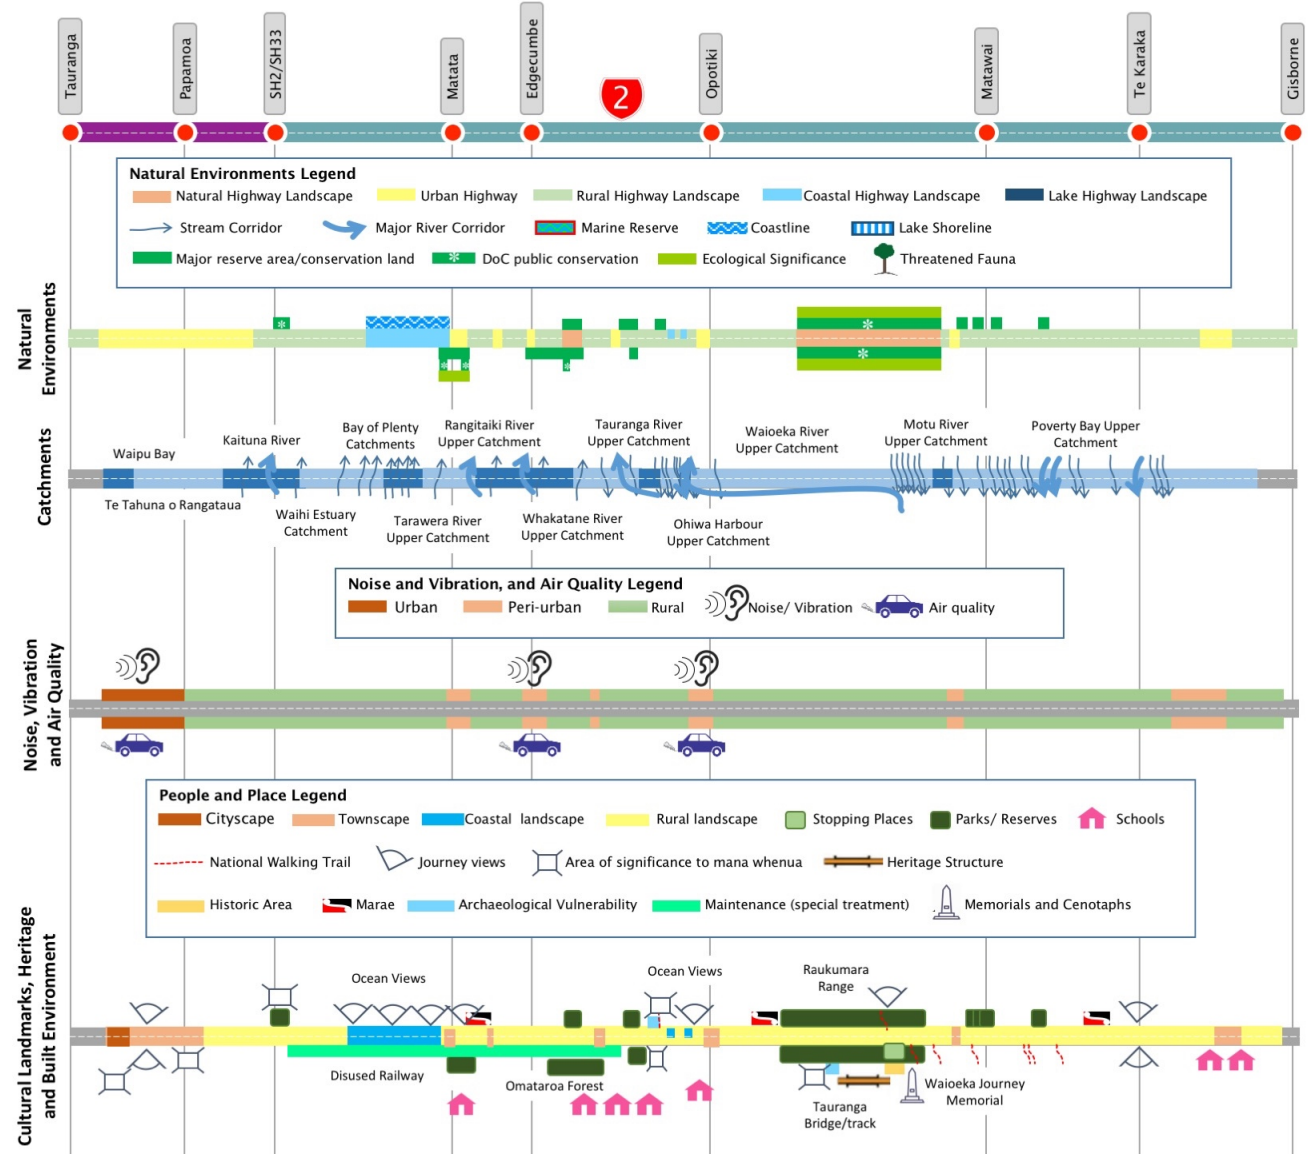 Tauranga
Papamoa
SH2/SH33
Matata
Edgecumbe
2
Opotiki
Matawai
Te Karaka
Gisborne
Natural Environments Legend
Natural Highway Landscape
Urban Highway
Rural Highway Landscape
Coastal Highway Landscape
Lake Highway Landscape
Stream Corridor
Major River Corridor
Marine Reserve
Coastline
Lake Shoreline
Major reserve area/conservation land
DoC public conservation
Ecological Significance
Threatened Fauna
Natural
Environments
Catchments
Waipu Bay
Kaituna River
Bay of Plenty
Catchments
Rangitaiki River
Upper Catchment
Tauranga River
Upper Catchment
Waioeka River
Upper Catchment
Motu River
Upper Catchment
Poverty Bay Upper
Catchment
Te Tahuna o Rangataua
Waihi Estuary
Catchment
Tarawera River
Upper Catchment
Whakatane River
Upper Catchment
Ohiwa Harbour
Upper Catchment
Noise and Vibration, and Air Quality Legend
Urban
Peri-urban
Rural
Noise/ Vibration
Air quality
Noise, Vibration
and Air Quality
People and Place Legend
Cityscape
Townscape
Coastal landscape
Rural landscape
Stopping Places
Parks/ Reserves
Schools
National Walking Trail
Journey views
Area of significance to mana whenua
Heritage Structure
Historic Area
Marae
Archaeological Vulnerability
Maintenance (special treatment)
Memorials and Cenotaphs
Cultural Landmarks, Heritage
and Built Environment
Ocean Views
Ocean Views
Raukumara
Range
Disused Railway
Omataroa Forest
Tauranga
Bridge/track
Waioeka Journey
Memorial